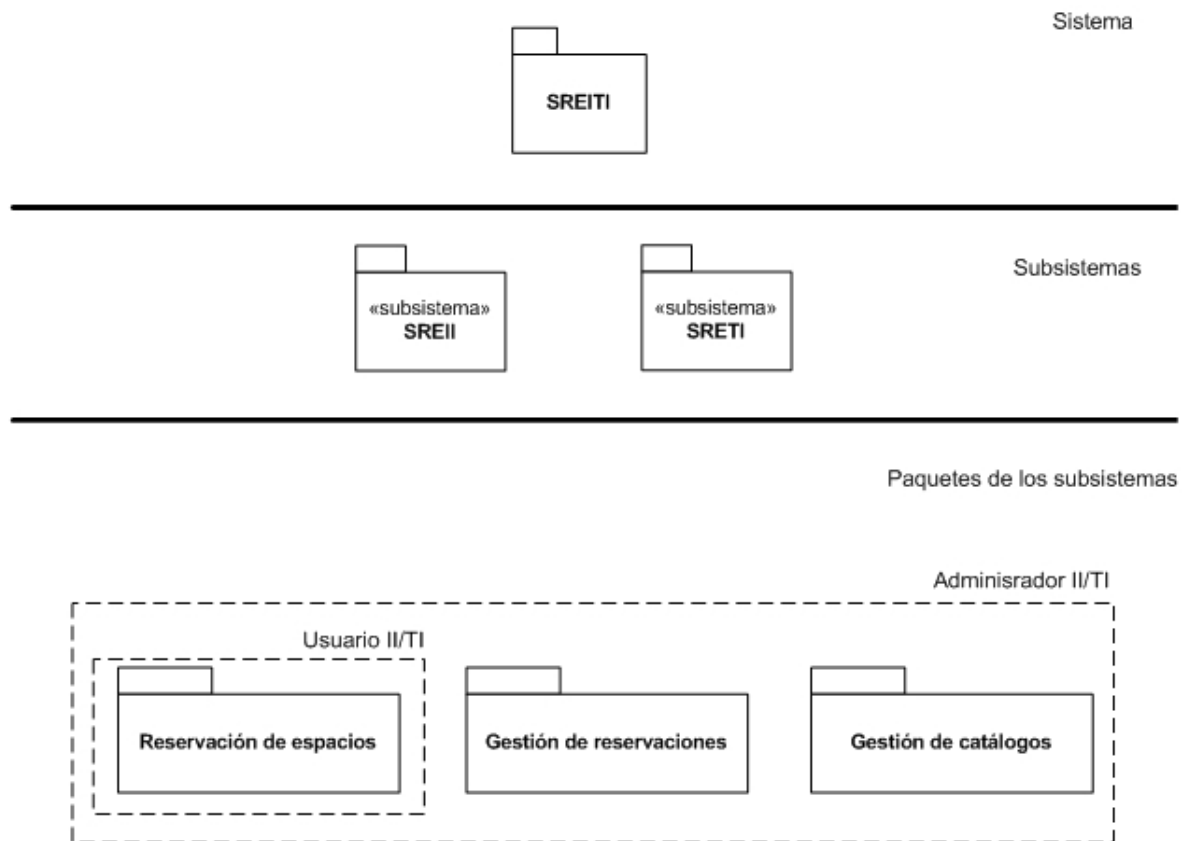 Sistema
SREITI
Subsistemas
«subsistema»
SREII
«subsistema»
SRETI
Paquetes de los subsistemas
Adminisrador II/TI
Usuario II/TI
Reservación de espacios
Gestión de reservaciones
Gestión de catálogos